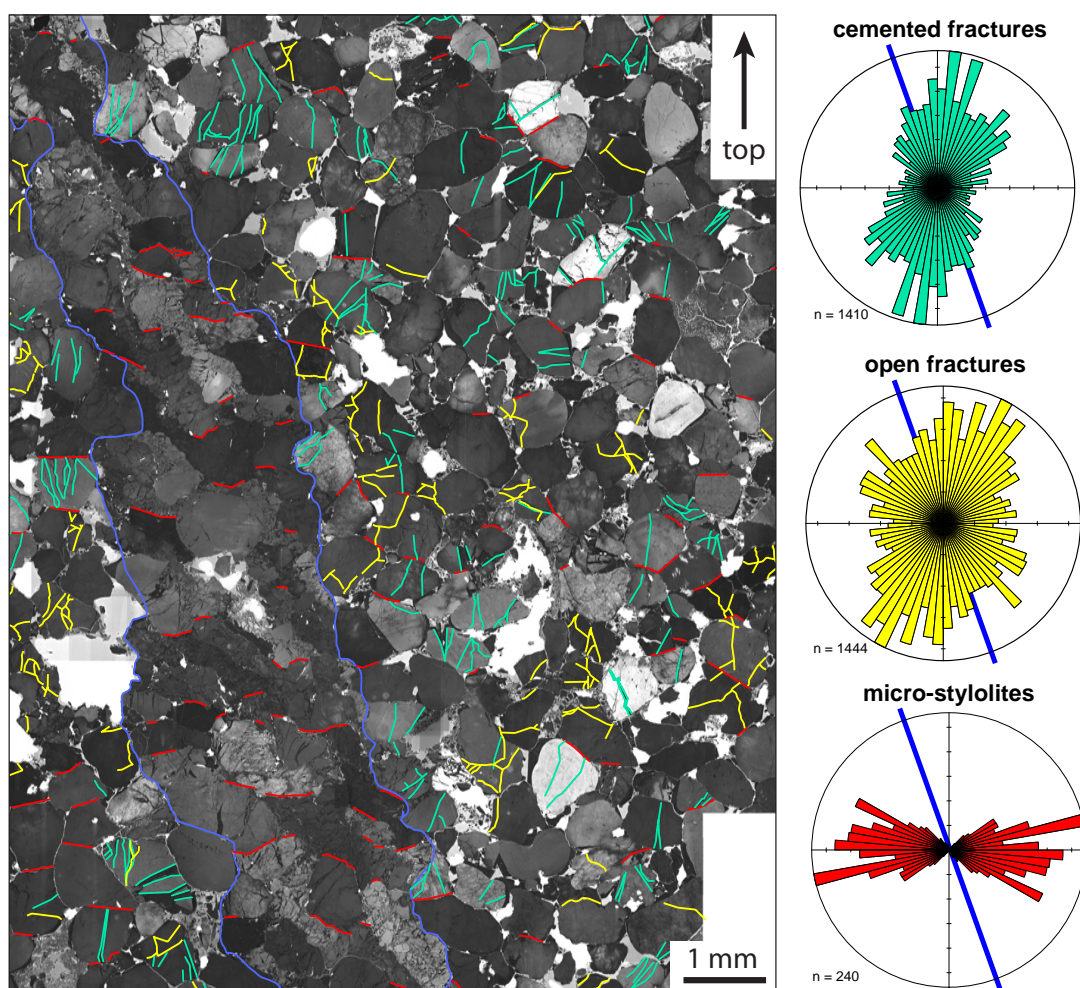 top
1 mm
cemented fractures
n = 1410
open fractures
n = 1444
micro-stylolites
n = 240